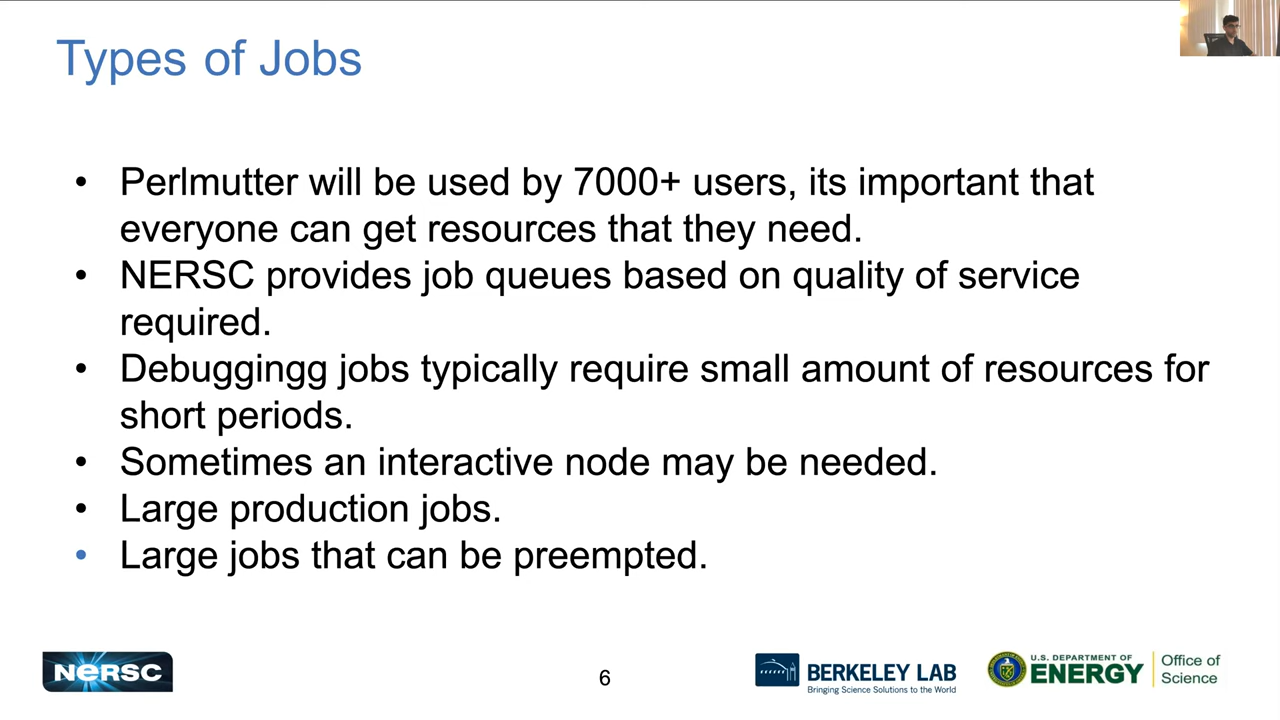 Types of Jobs
• Perlmutter will be used by 7000+ users, its important that
everyone can get resources that they need.
• NERSC provides job queues based on quality of service
required.
• Debuggingg jobs typically require small amount of resources for
short periods.
• Sometimes an interactive node may be needed.
• Large production jobs.
• Large jobs that can be preempted.
NERSC
6
BERKELEY LAB
Bringing Science Solutions to the World
U.S. DEPARTMENT OF
ENERGY
Office of
Science